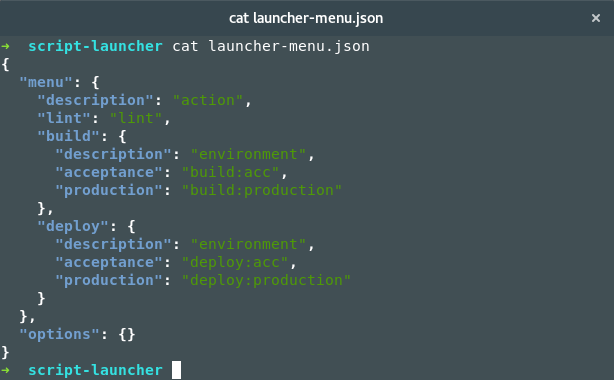 cat launcher-menu.json
×
➜  script-launcher cat launcher-menu.json
{
  "menu": {
    "description": "action",
    "lint": "lint",
    "build": {
      "description": "environment",
      "acceptance": "build:acc",
      "production": "build:production"
    },
    "deploy": {
      "description": "environment",
      "acceptance": "deploy:acc",
      "production": "deploy:production"
    }
  },
  "options": {}
}
➜  script-launcher